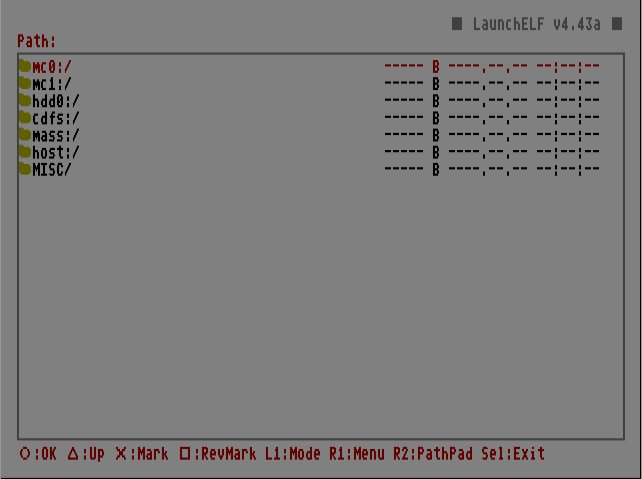 ■ LaunchELF v4.43a ■
Path:
mc0:/ ----- B ----.--.-- --:--:--
mc1:/ ----- B ----.--.-- --:--:--
hdd0:/ ----- B ----.--.-- --:--:--
cdfs:/ ----- B ----.--.-- --:--:--
mass:/ ----- B ----.--.-- --:--:--
host:/ ----- B ----.--.-- --:--:--
MISC/ ----- B ----.--.-- --:--:--
○:OK △:Up ×:Mark □:RevMark L1:Mode R1:Menu R2:PathPad Sel:Exit